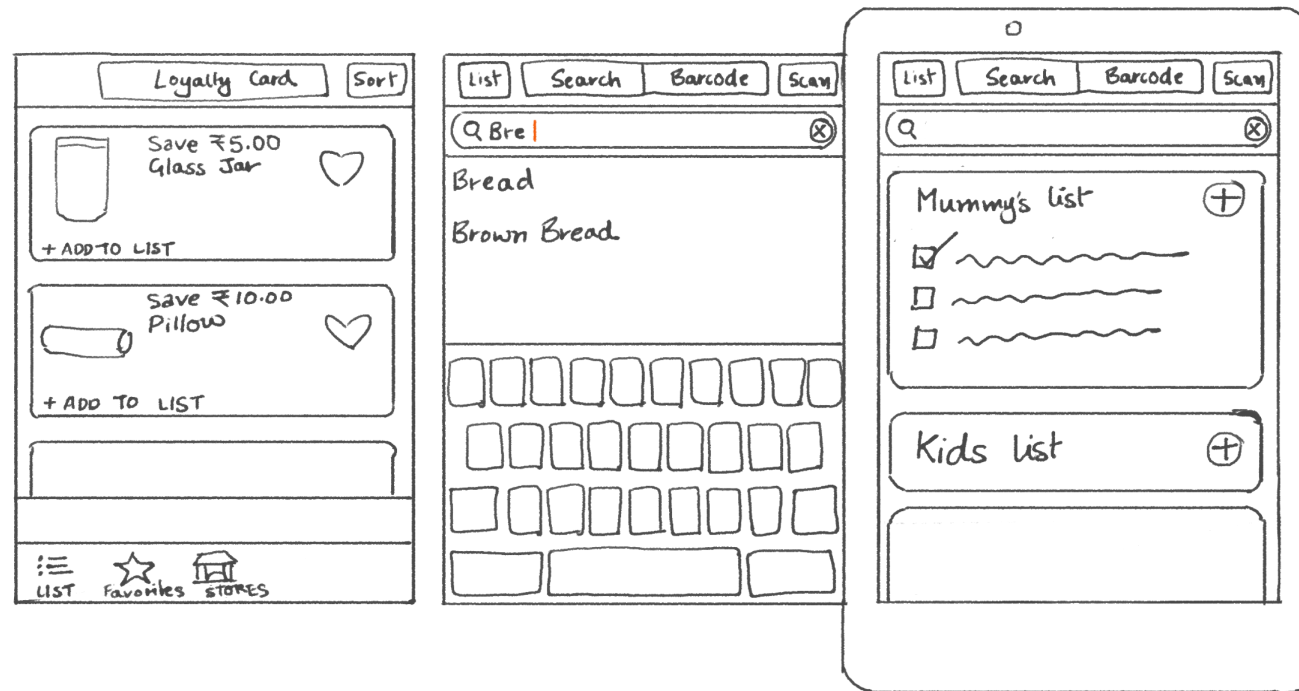 Loyalty Card
Sort
Save ₹5.00
Glass Jar
+ ADD TO LIST
Save ₹10.00
Pillow
+ ADD TO LIST
LIST
Favorites
STORES
List
Search
Barcode
Scan
Bre
Bread
Brown Bread
List
Search
Barcode
Scan
Mummy's list
Kids list